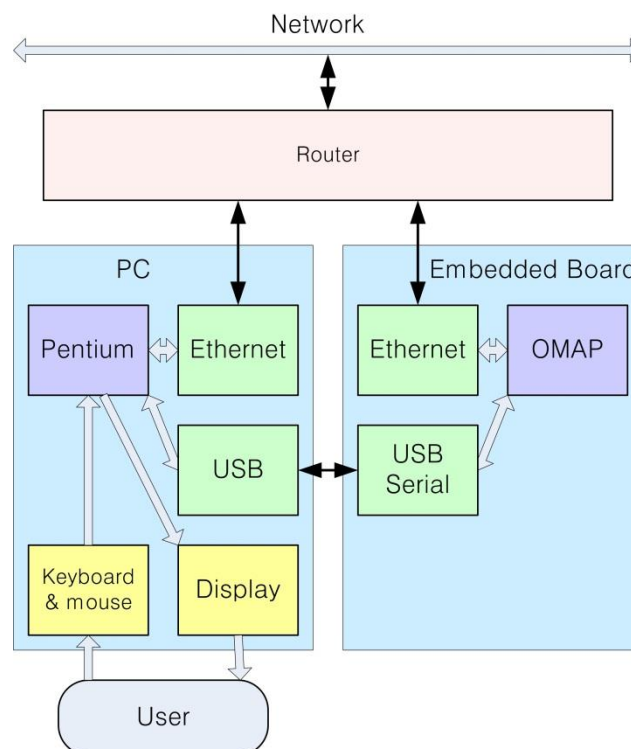 Network
Router
PC
Embedded Board
Pentium
Ethernet
Ethernet
OMAP
USB
USB
Serial
Keyboard
& mouse
Display
User